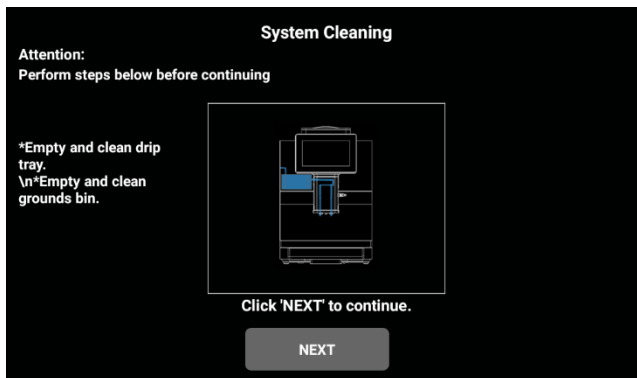 System Cleaning
Attention:
Perform steps below before continuing
*Empty and clean drip
tray.
\n*Empty and clean
grounds bin.
Click 'NEXT' to continue.
NEXT